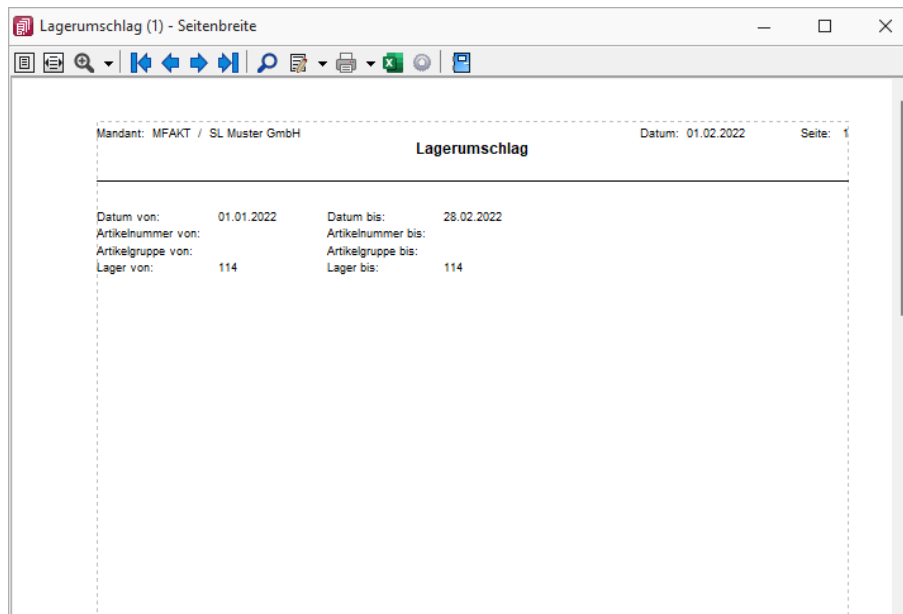 Lagerumschlag (1) - Seitenbreite
Mandant: MFAKT / SL Muster GmbH Datum: 01.02.2022 Seite: 1
Lagerumschlag
Datum von: 01.01.2022 Datum bis: 28.02.2022
Artikelnummer von: Artikelnummer bis:
Artikelgruppe von: Artikelgruppe bis:
Lager von: 114 Lager bis: 114